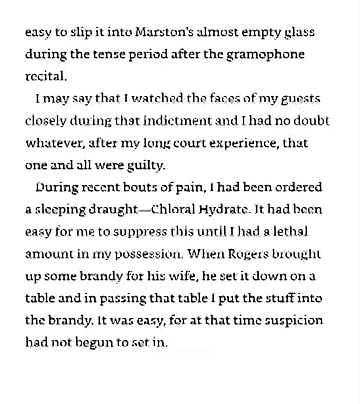 easy to slip it into Marston's almost empty glass
during the tense period after the gramophone
recital.
I may say that I watched the faces of my guests
closely during that indictment and I had no doubt
whatever, after my long court experience, that
one and all were guilty.
During recent bouts of pain, I had been ordered
a sleeping draught—Chloral Hydrate. It had been
easy for me to suppress this until I had a lethal
amount in my possession. When Rogers brought
up some brandy for his wife, he set it down on a
table and in passing that table I put the stuff into
the brandy. It was easy, for at that time suspicion
had not begun to set in.